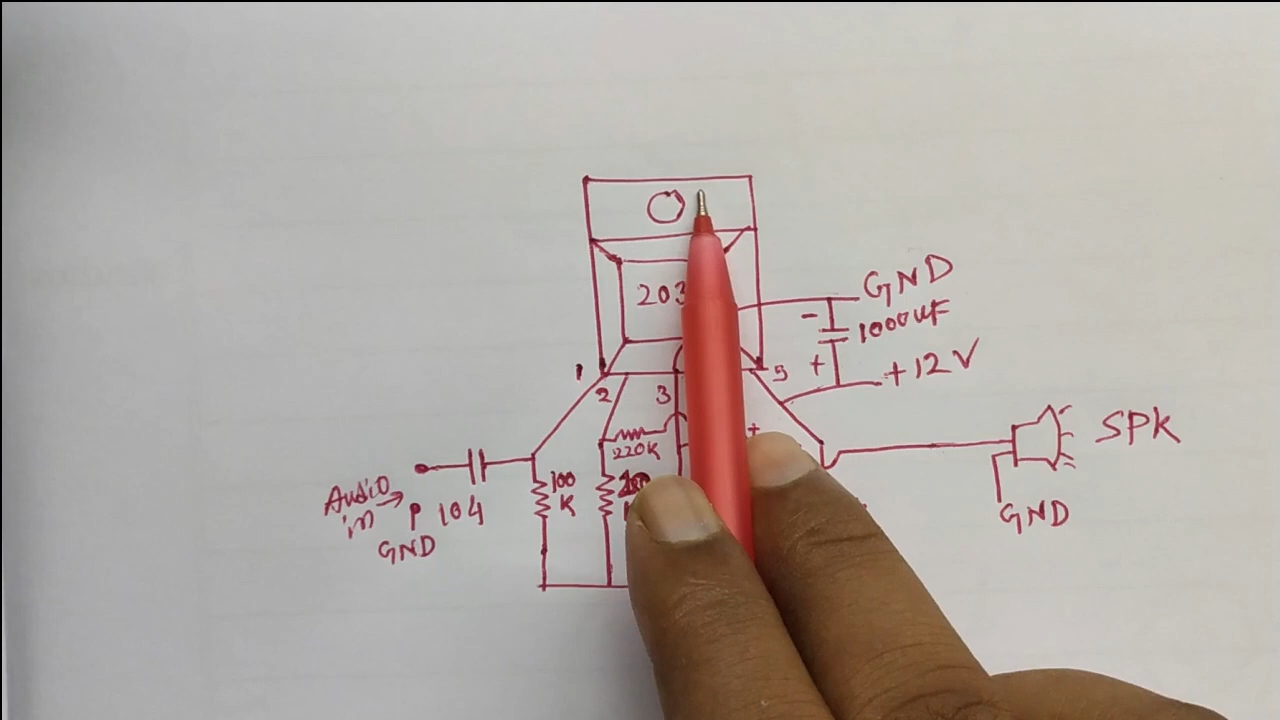 203
GND
-
1000uF
+
+12V
1
2
3
5
+
SPK
220K
100
K
Audio
in
104
GND
GND